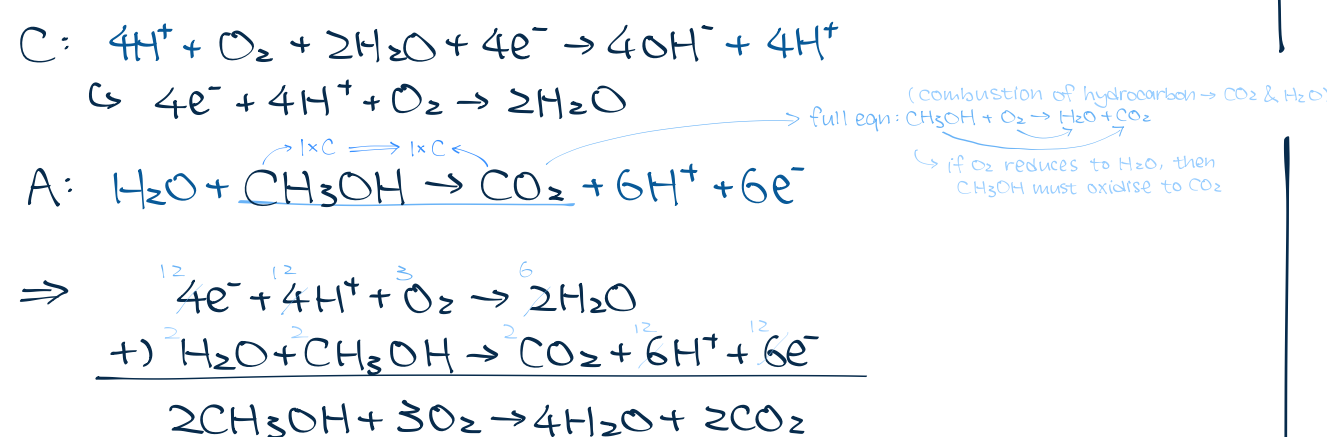 C: 4H⁺ + O₂ + 2H₂O + 4e⁻ → 4OH⁻ + 4H⁺
↪ 4e⁻ + 4H⁺ + O₂ → 2H₂O
(combustion of hydrocarbon → CO₂ & H₂O)
full eqn: CH₃OH + O₂ → H₂O + CO₂
↪ if O₂ reduces to H₂O, then
CH₃OH must oxidise to CO₂
1×C ⟹ 1×C
A: H₂O + CH₃OH → CO₂ + 6H⁺ + 6e⁻
12 12 3 6
⇒ 4e⁻ + 4H⁺ + O₂ → 2H₂O
2 2 2 12 12
+) H₂O + CH₃OH → CO₂ + 6H⁺ + 6e⁻
2CH₃OH + 3O₂ → 4H₂O + 2CO₂